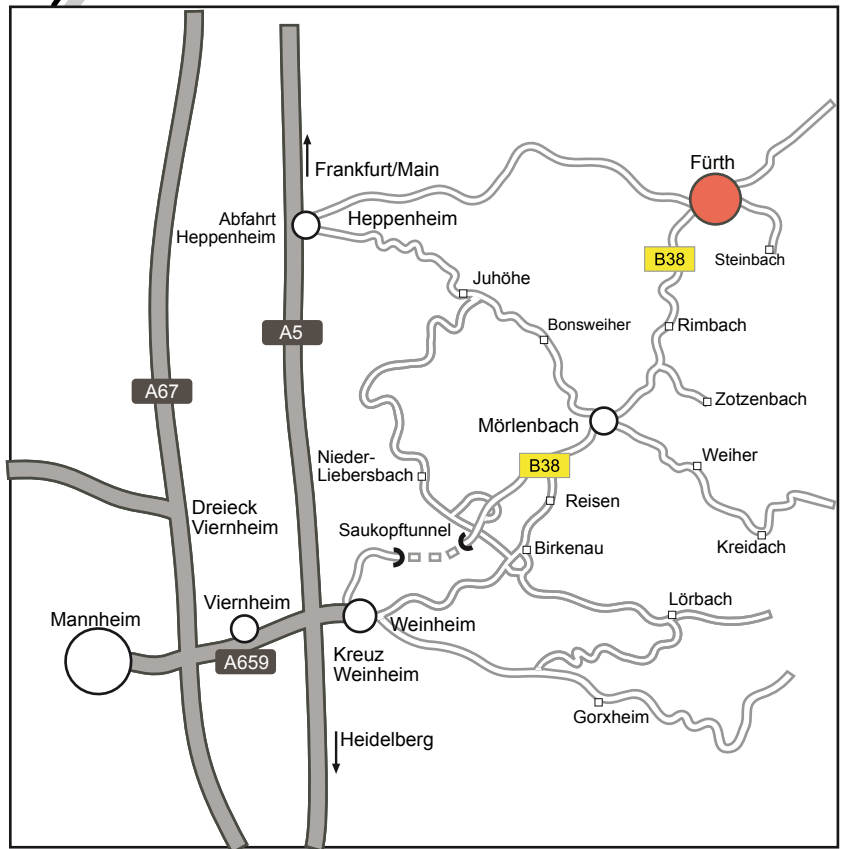 Fürth
Frankfurt/Main
Abfahrt
Heppenheim
Heppenheim
B38
Steinbach
Juhöhe
A5
Bonsweiher
Rimbach
A67
Zotzenbach
Mörlenbach
Nieder-
Liebersbach
B38
Weiher
Dreieck
Viernheim
Reisen
Saukopftunnel
Birkenau
Kreidach
Viernheim
Lörbach
Mannheim
Weinheim
A659
Kreuz
Weinheim
Gorxheim
Heidelberg